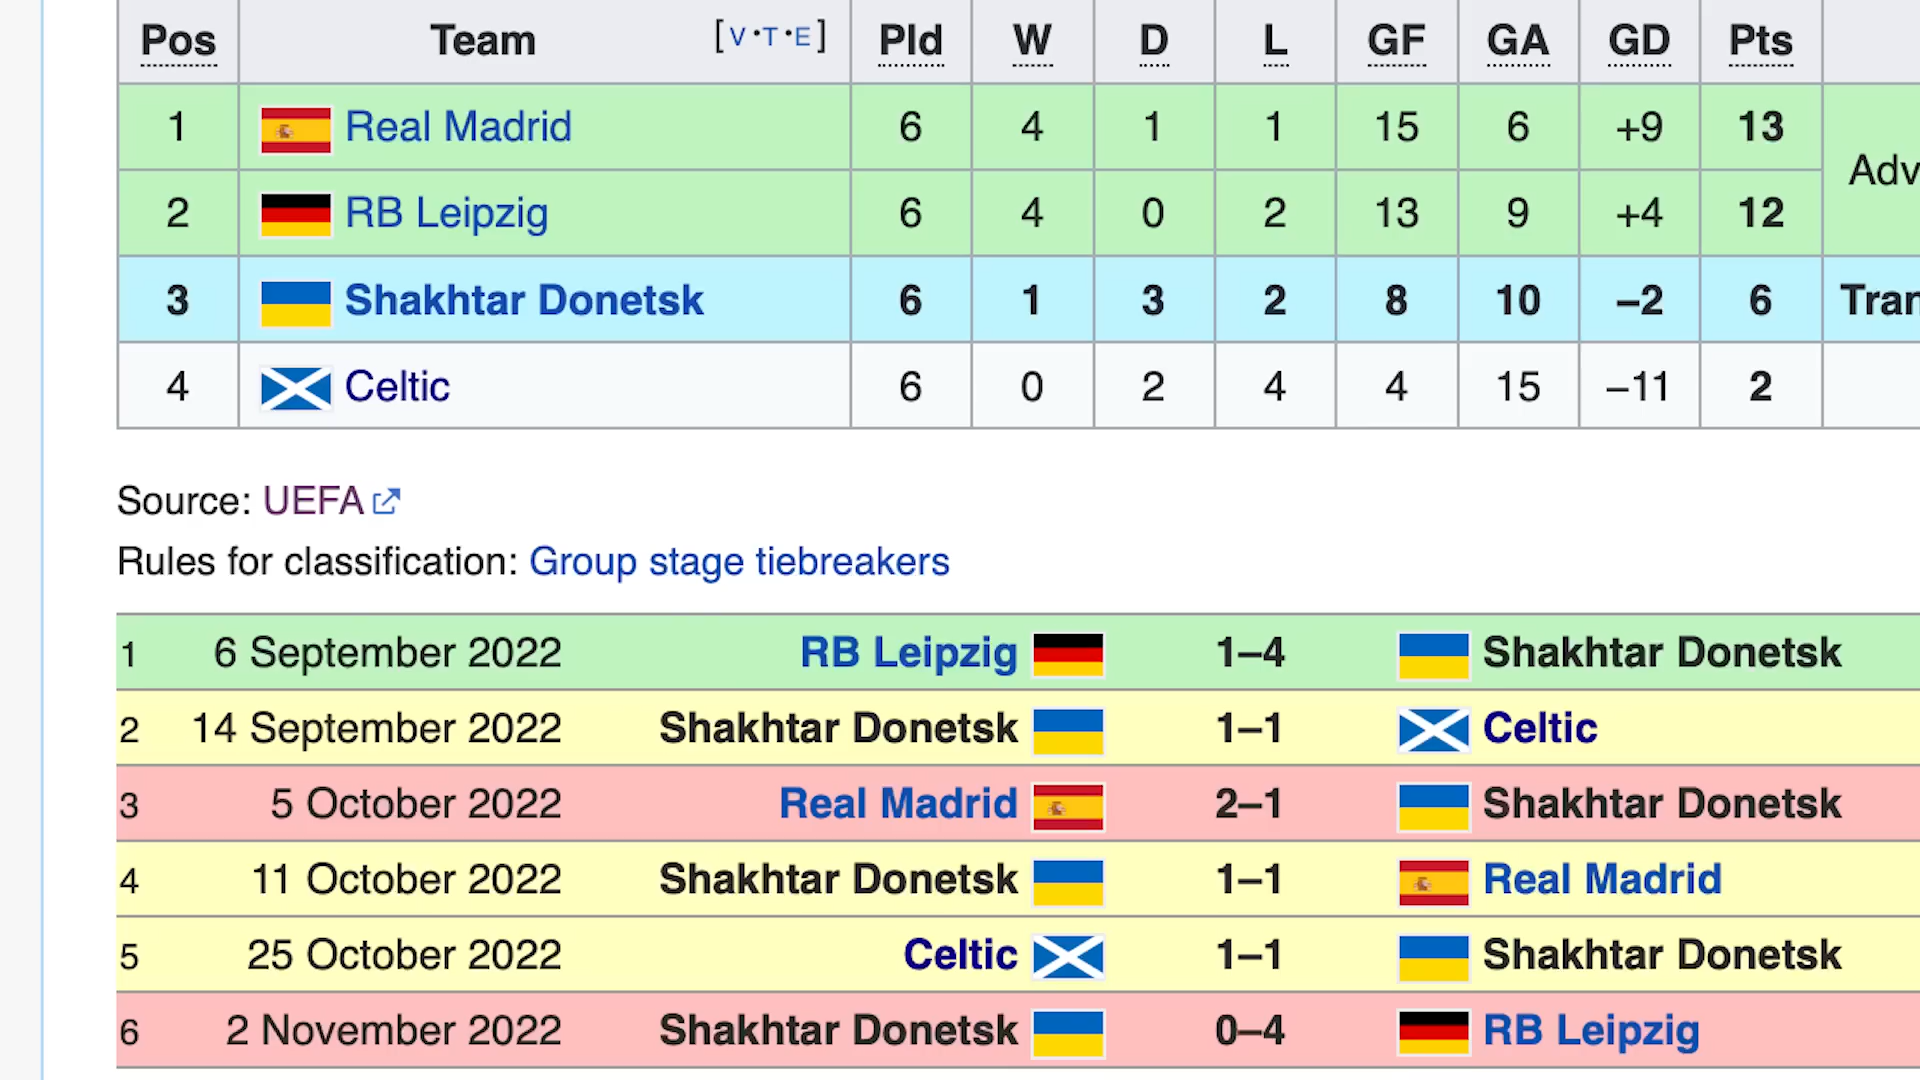 Pos Team [V·T·E] Pld W D L GF GA GD Pts
1 Real Madrid 6 4 1 1 15 6 +9 13
Adv
2 RB Leipzig 6 4 0 2 13 9 +4 12
3 Shakhtar Donetsk 6 1 3 2 8 10 −2 6 Tran
4 Celtic 6 0 2 4 4 15 −11 2
Source: UEFA
Rules for classification: Group stage tiebreakers
1 6 September 2022 RB Leipzig 1–4 Shakhtar Donetsk
2 14 September 2022 Shakhtar Donetsk 1–1 Celtic
3 5 October 2022 Real Madrid 2–1 Shakhtar Donetsk
4 11 October 2022 Shakhtar Donetsk 1–1 Real Madrid
5 25 October 2022 Celtic 1–1 Shakhtar Donetsk
6 2 November 2022 Shakhtar Donetsk 0–4 RB Leipzig